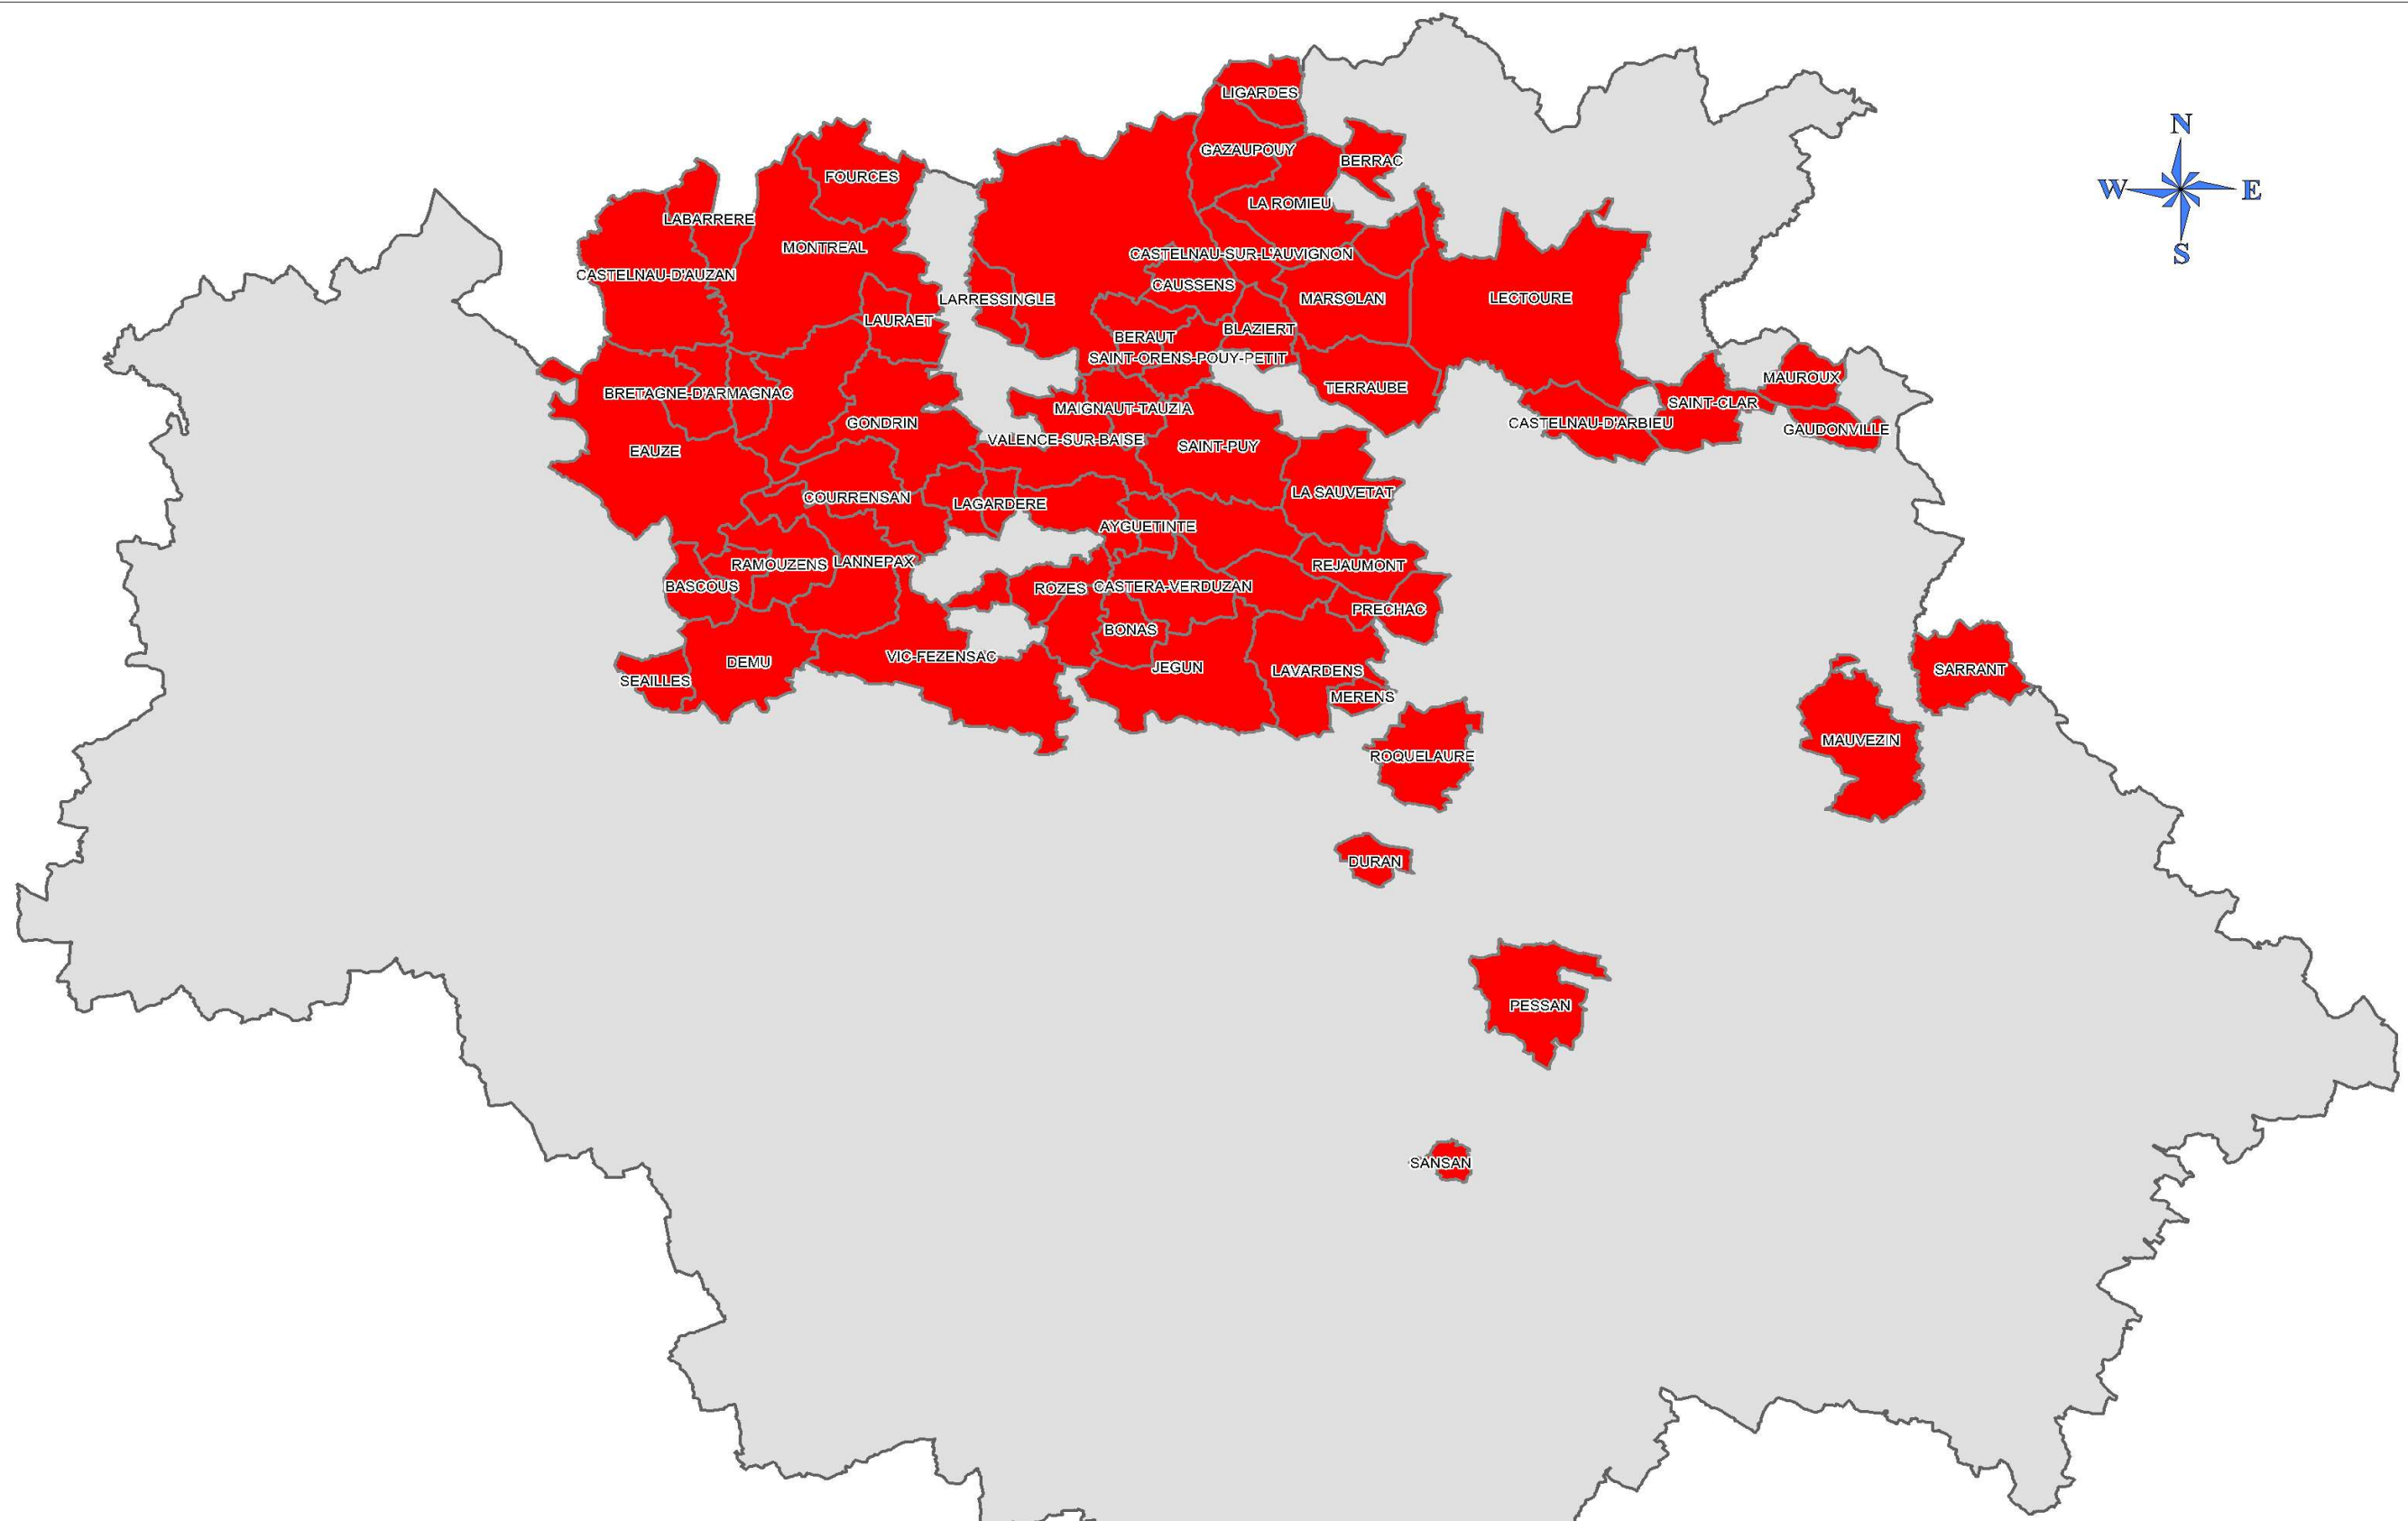 LIGARDES
N
GAZAUPOUY
BERRAC
FOURCES
W
E
LA ROMIEU
LABARRERE
MONTREAL
CASTELNAU-SUR-L'AUVIGNON
S
CASTELNAU-D'AUZAN
CAUSSENS
LARRESSINGLE
MARSOLAN
LECTOURE
LAURAET
BLAZIERT
BERAUT
SAINT-ORENS-POUY-PETIT
MAUROUX
TERRAUBE
BRETAGNE-D'ARMAGNAC
SAINT-CLAR
MAIGNAUT-TAUZIA
GONDRIN
CASTELNAU-D'ARBIEU
GAUDONVILLE
VALENCE-SUR-BAISE
SAINT-PUY
EAUZE
LA SAUVETAT
COURRENSAN
LAGARDERE
AYGUETINTE
RAMOUZENS
LANNEPAX
REJAUMONT
BASCOUS
ROZES
CASTERA-VERDUZAN
PRECHAC
BONAS
VIC-FEZENSAC
DEMU
JEGUN
LAVARDENS
SARRANT
SEAILLES
MERENS
MAUVEZIN
ROQUELAURE
DURAN
PESSAN
SANSAN